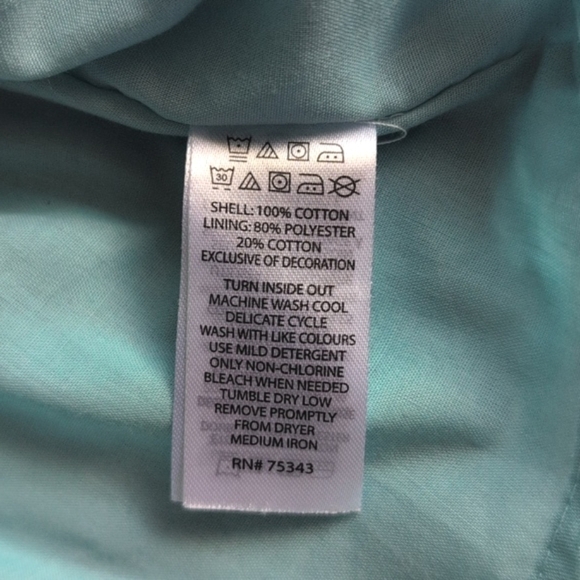 30
SHELL: 100% COTTON
LINING: 80% POLYESTER
20% COTTON
EXCLUSIVE OF DECORATION
TURN INSIDE OUT
MACHINE WASH COOL
DELICATE CYCLE
WASH WITH LIKE COLOURS
USE MILD DETERGENT
ONLY NON-CHLORINE
BLEACH WHEN NEEDED
TUMBLE DRY LOW
REMOVE PROMPTLY
FROM DRYER
MEDIUM IRON
RN# 75343